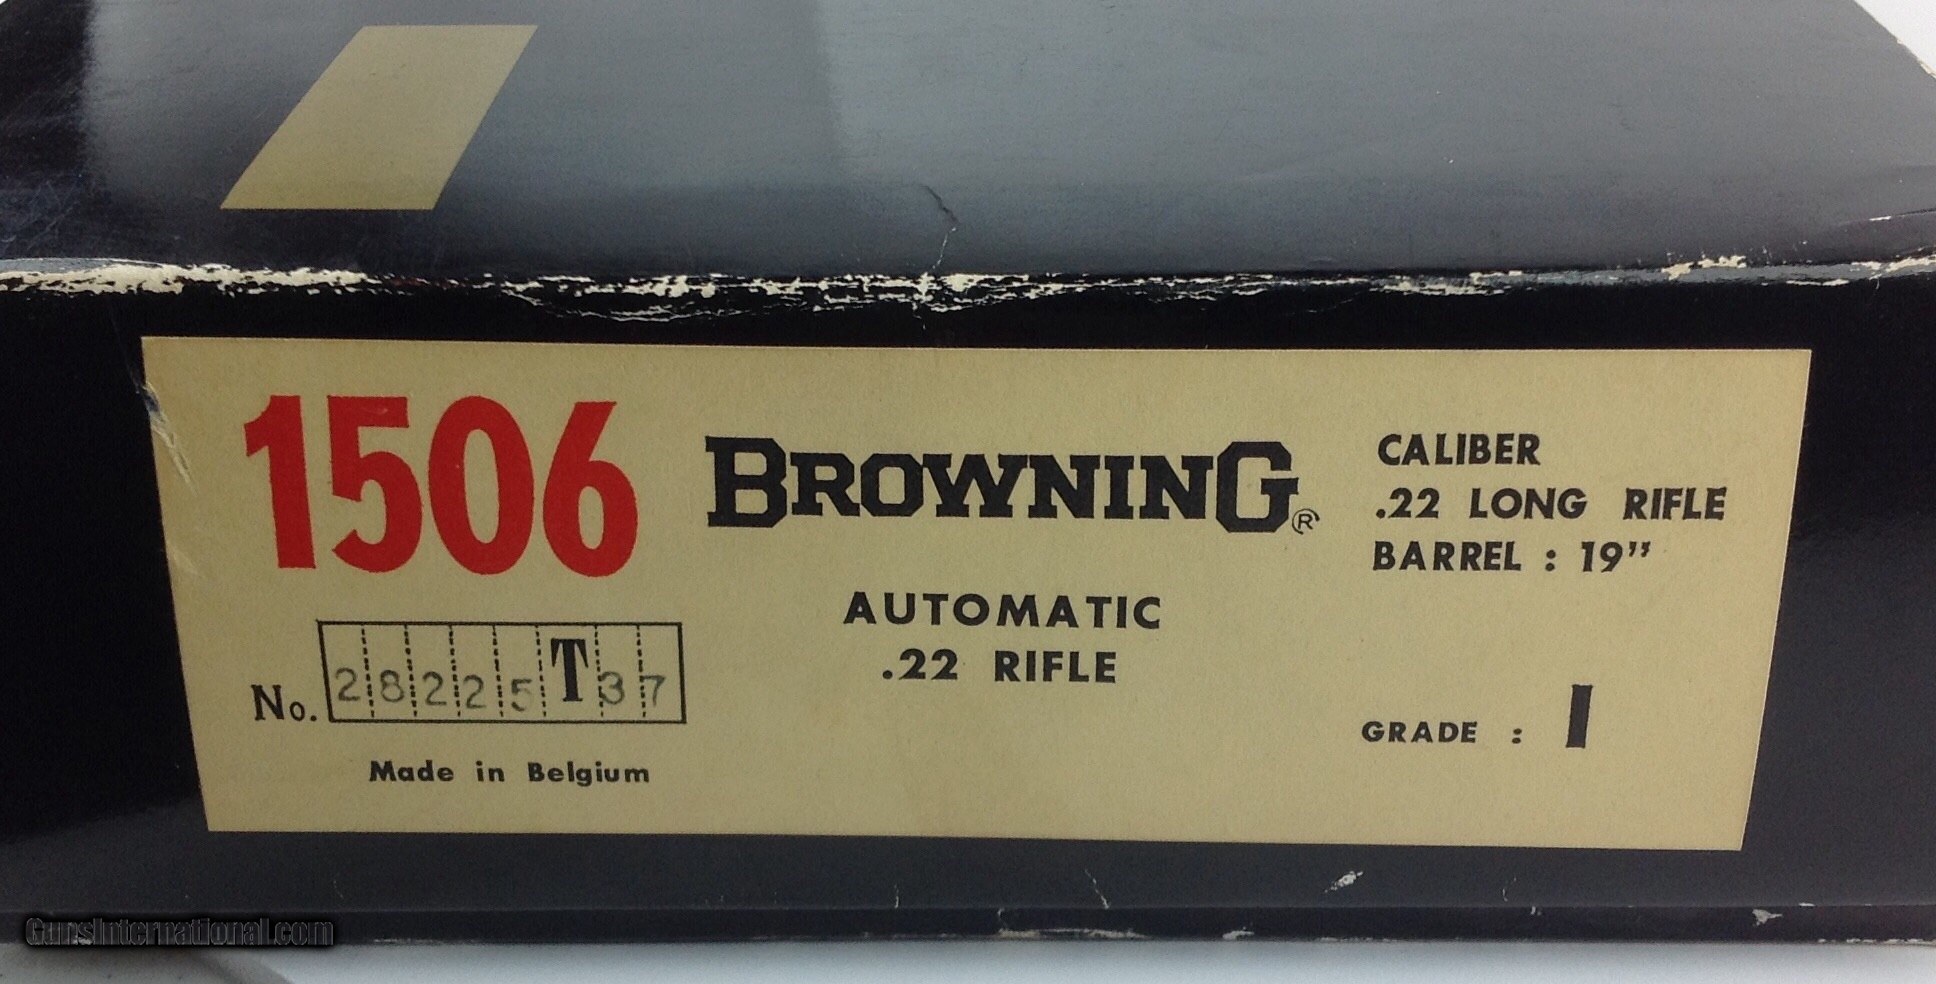 1506
No. 28225T37
Made in Belgium
BROWNING®
AUTOMATIC
.22 RIFLE
CALIBER
.22 LONG RIFLE
BARREL : 19"
GRADE : I
GunsInternational.com